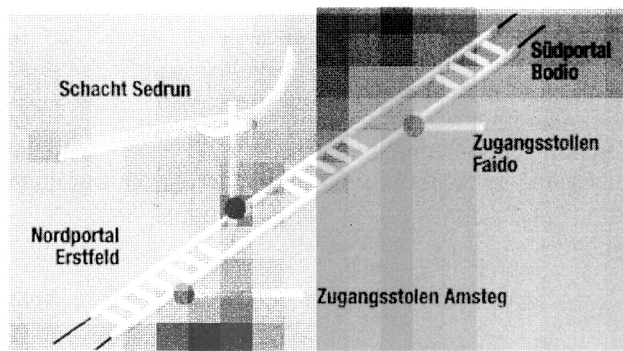 Südportal
Bodio
Schacht Sedrun
Zugangsstollen
Faido
Nordportal
Erstfeld
Zugangsstolen Amsteg